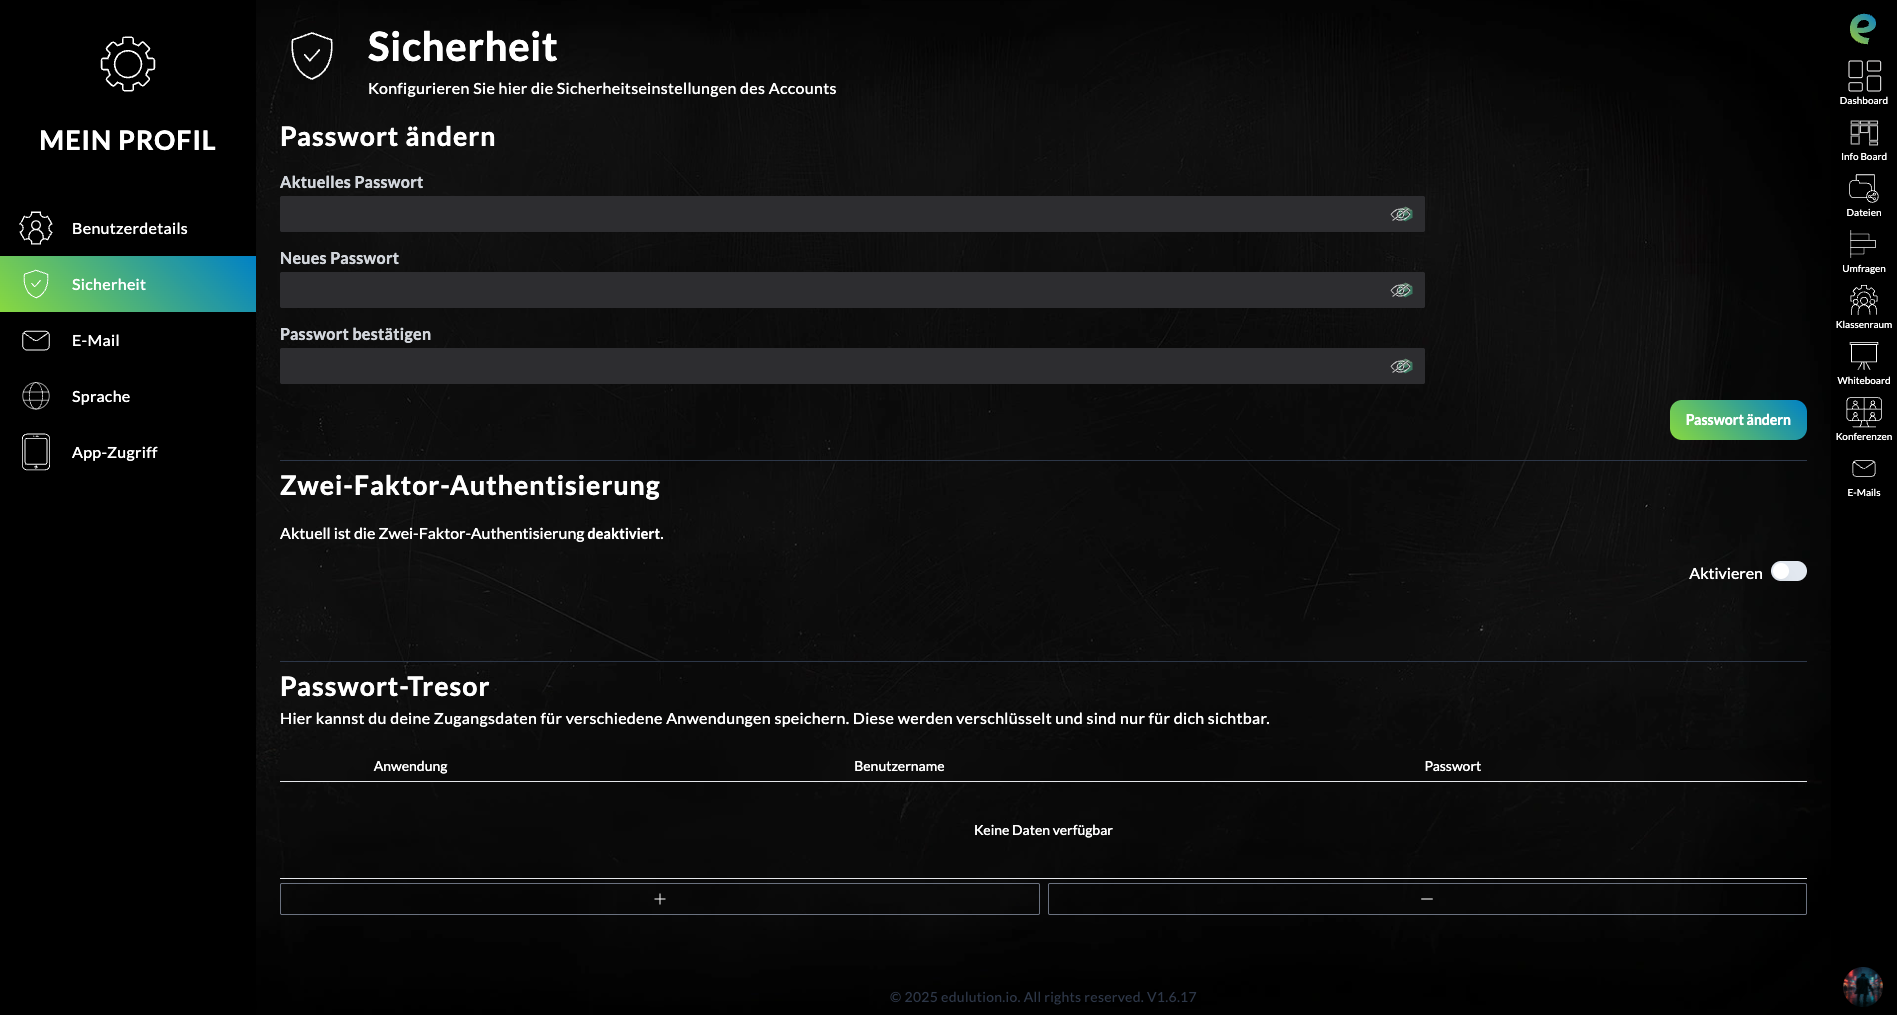 MEIN PROFIL
Benutzerdetails
Sicherheit
E-Mail
Sprache
App-Zugriff
Sicherheit
Konfigurieren Sie hier die Sicherheitseinstellungen des Accounts
Passwort ändern
Aktuelles Passwort
Neues Passwort
Passwort bestätigen
Passwort ändern
Zwei-Faktor-Authentisierung
Aktuell ist die Zwei-Faktor-Authentisierung deaktiviert.
Aktivieren
Passwort-Tresor
Hier kannst du deine Zugangsdaten für verschiedene Anwendungen speichern. Diese werden verschlüsselt und sind nur für dich sichtbar.
Anwendung Benutzername Passwort
Keine Daten verfügbar
© 2025 edulution.io. All rights reserved. V1.6.17
Dashboard
Info Board
Dateien
Umfragen
Klassenraum
Whiteboard
Konferenzen
E-Mails